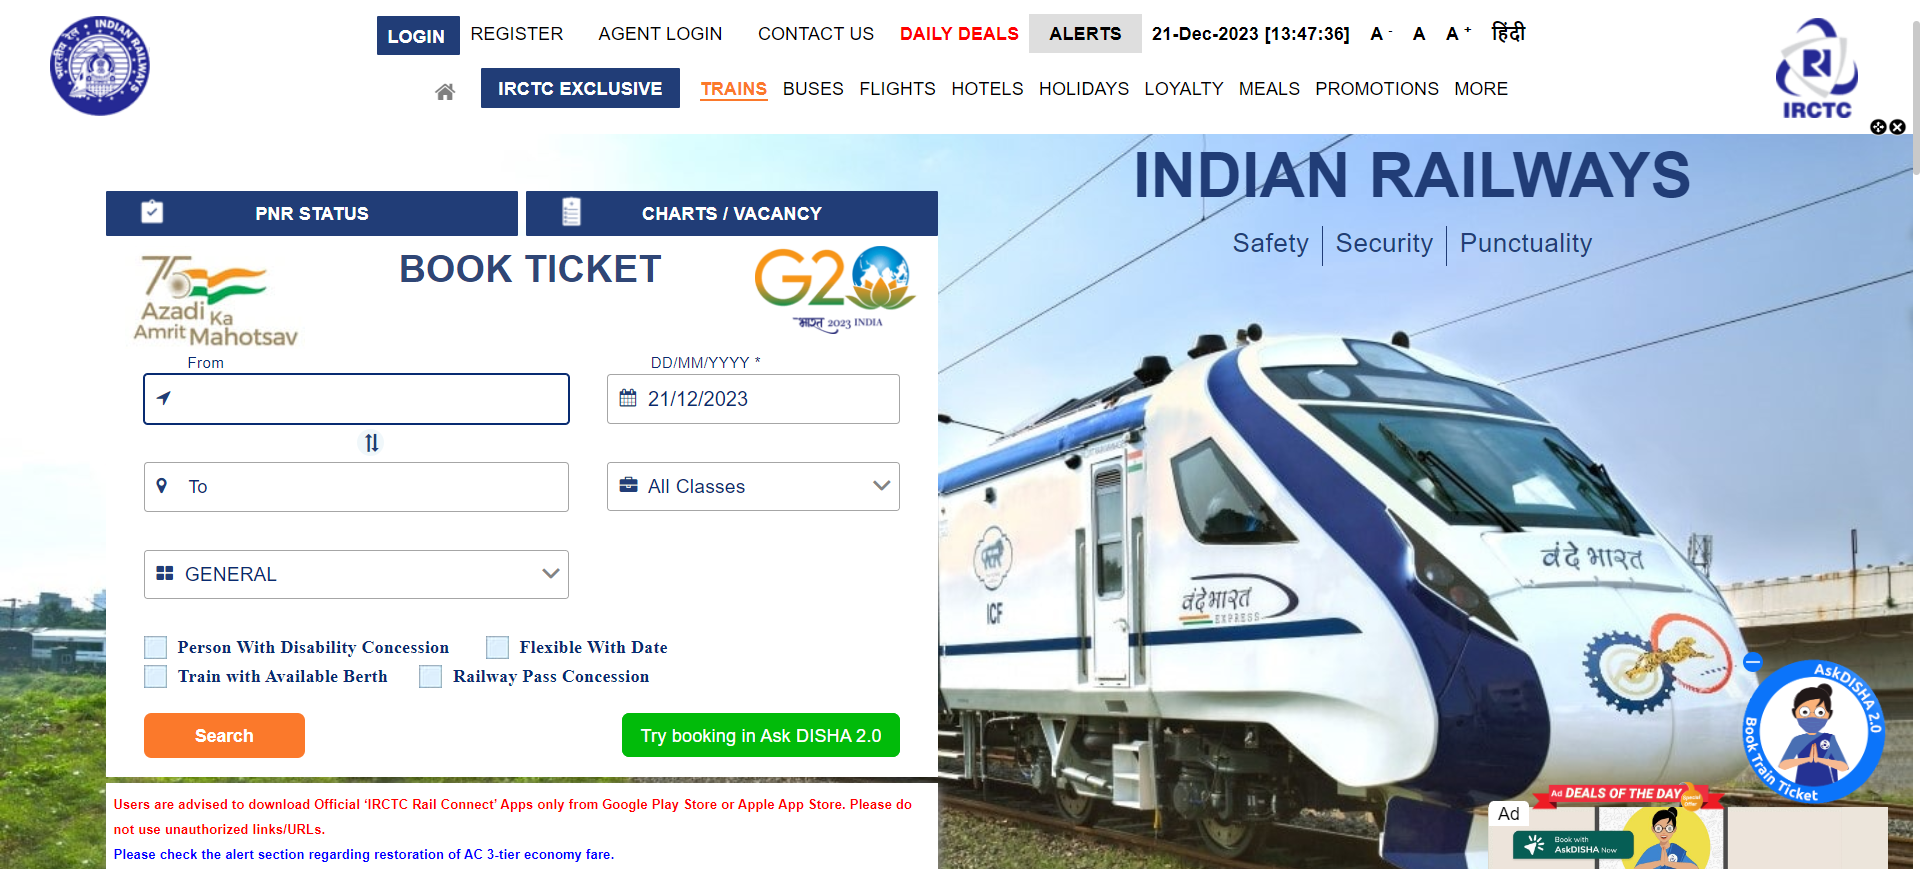 LOGIN REGISTER AGENT LOGIN CONTACT US DAILY DEALS ALERTS 21-Dec-2023 [13:47:36] A - A A + हिंदी
IRCTC EXCLUSIVE TRAINS BUSES FLIGHTS HOTELS HOLIDAYS LOYALTY MEALS PROMOTIONS MORE
INDIAN RAILWAYS
भारतीय रेल
IRCTC
INDIAN RAILWAYS
Safety | Security | Punctuality
PNR STATUS
CHARTS / VACANCY
BOOK TICKET
75
Azadi Ka
Amrit Mahotsav
G20
भारत 2023 INDIA
From
DD/MM/YYYY *
21/12/2023
To
All Classes
GENERAL
Person With Disability Concession
Flexible With Date
Train with Available Berth
Railway Pass Concession
Search
Try booking in Ask DISHA 2.0
Users are advised to download Official ‘IRCTC Rail Connect’ Apps only from Google Play Store or Apple App Store. Please do
not use unauthorized links/URLs.
Please check the alert section regarding restoration of AC 3-tier economy fare.
वंदे भारत
ICF
वंदे भारत
EXPRESS
AskDISHA 2.0
Book Train Ticket
Ad DEALS OF THE DAY
Special Offer
Ad
Book with
AskDISHA Now